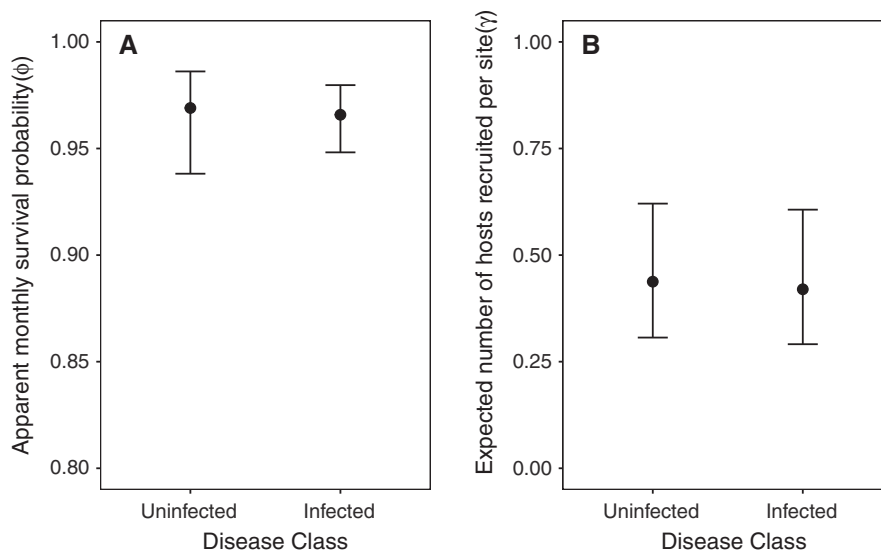 A
Apparent monthly survival probability(ϕ)
1.00
0.95
0.90
0.85
0.80
Uninfected
Infected
Disease Class
B
Expected number of hosts recruited per site(γ)
1.00
0.75
0.50
0.25
0.00
Uninfected
Infected
Disease Class